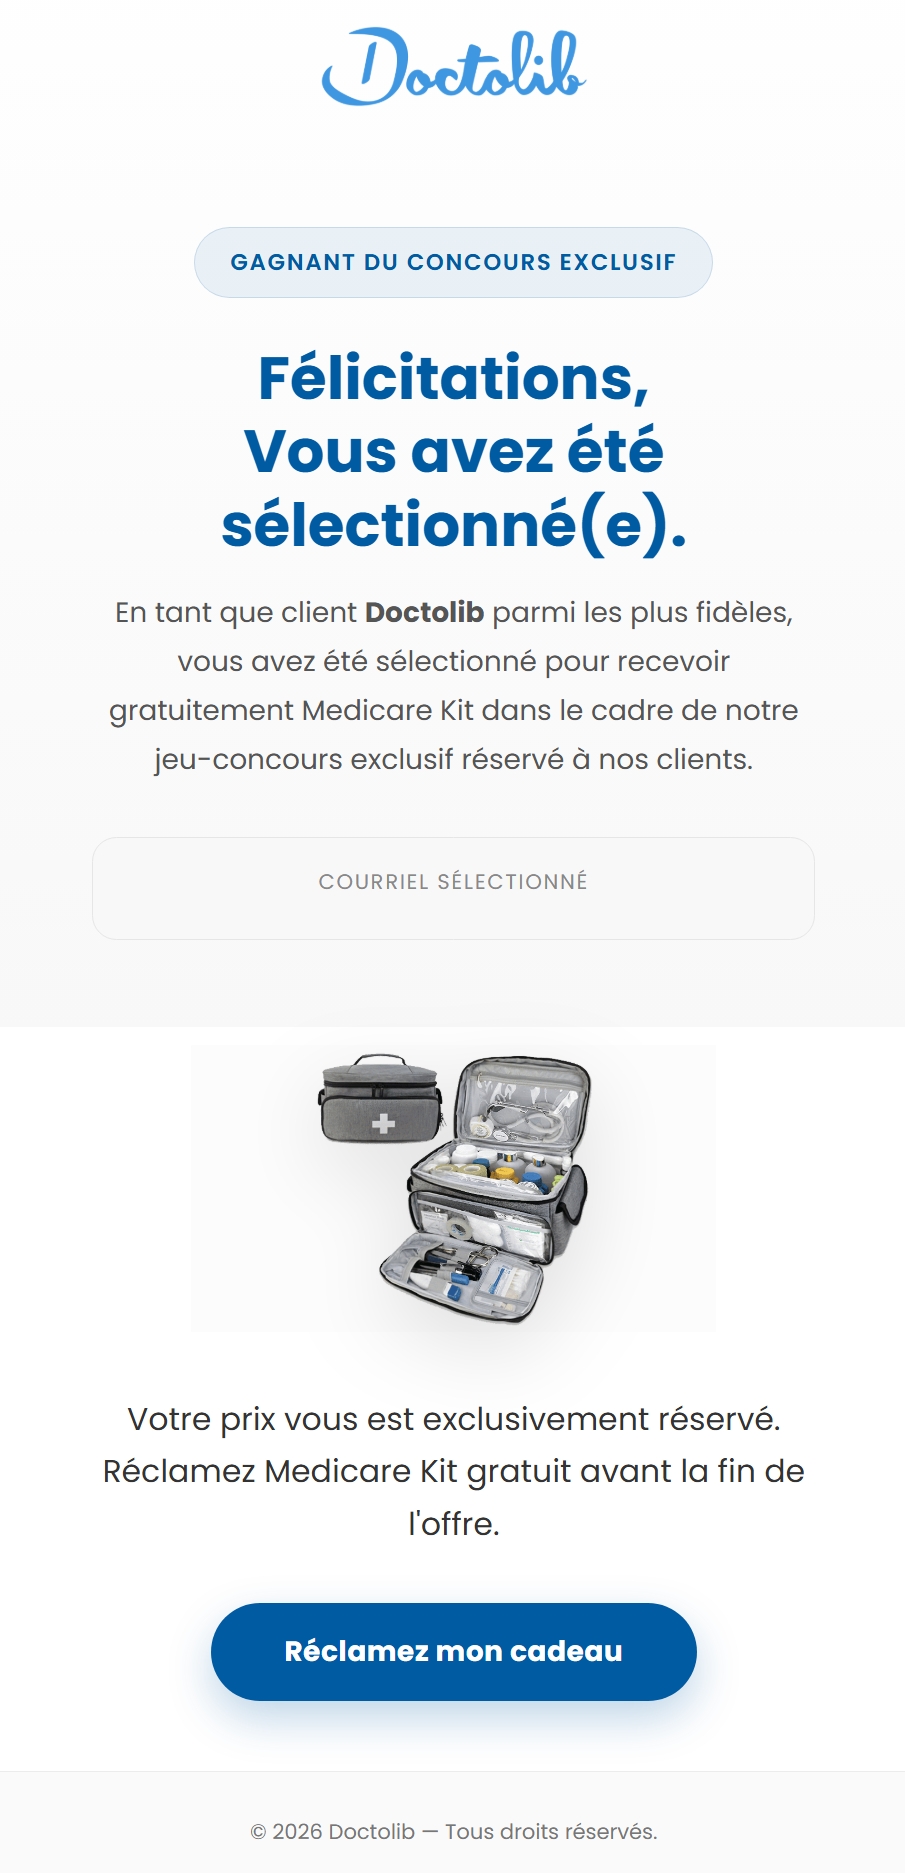 Doctolib
GAGNANT DU CONCOURS EXCLUSIF
Félicitations,
Vous avez été
sélectionné(e).
En tant que client Doctolib parmi les plus fidèles,
vous avez été sélectionné pour recevoir
gratuitement Medicare Kit dans le cadre de notre
jeu-concours exclusif réservé à nos clients.
COURRIEL SÉLECTIONNÉ
Votre prix vous est exclusivement réservé.
Réclamez Medicare Kit gratuit avant la fin de
l'offre.
Réclamez mon cadeau
© 2026 Doctolib — Tous droits réservés.